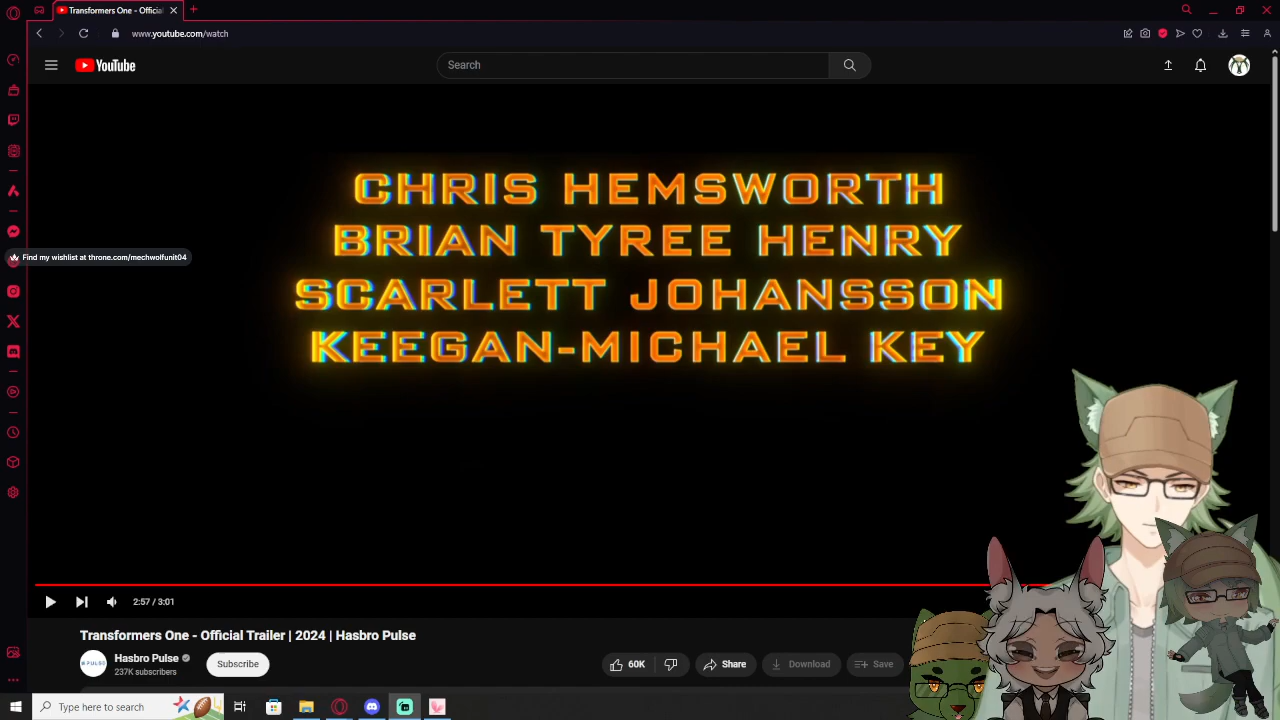 Transformers One - Official
www.youtube.com/watch
YouTube
Search
CHRIS HEMSWORTH
BRIAN TYREE HENRY
SCARLETT JOHANSSON
KEEGAN-MICHAEL KEY
Find my wishlist at throne.com/mechwolfunit04
2:57 / 3:01
Transformers One - Official Trailer | 2024 | Hasbro Pulse
Hasbro Pulse
237K subscribers
Subscribe
60K
Share
Download
Save
Type here to search